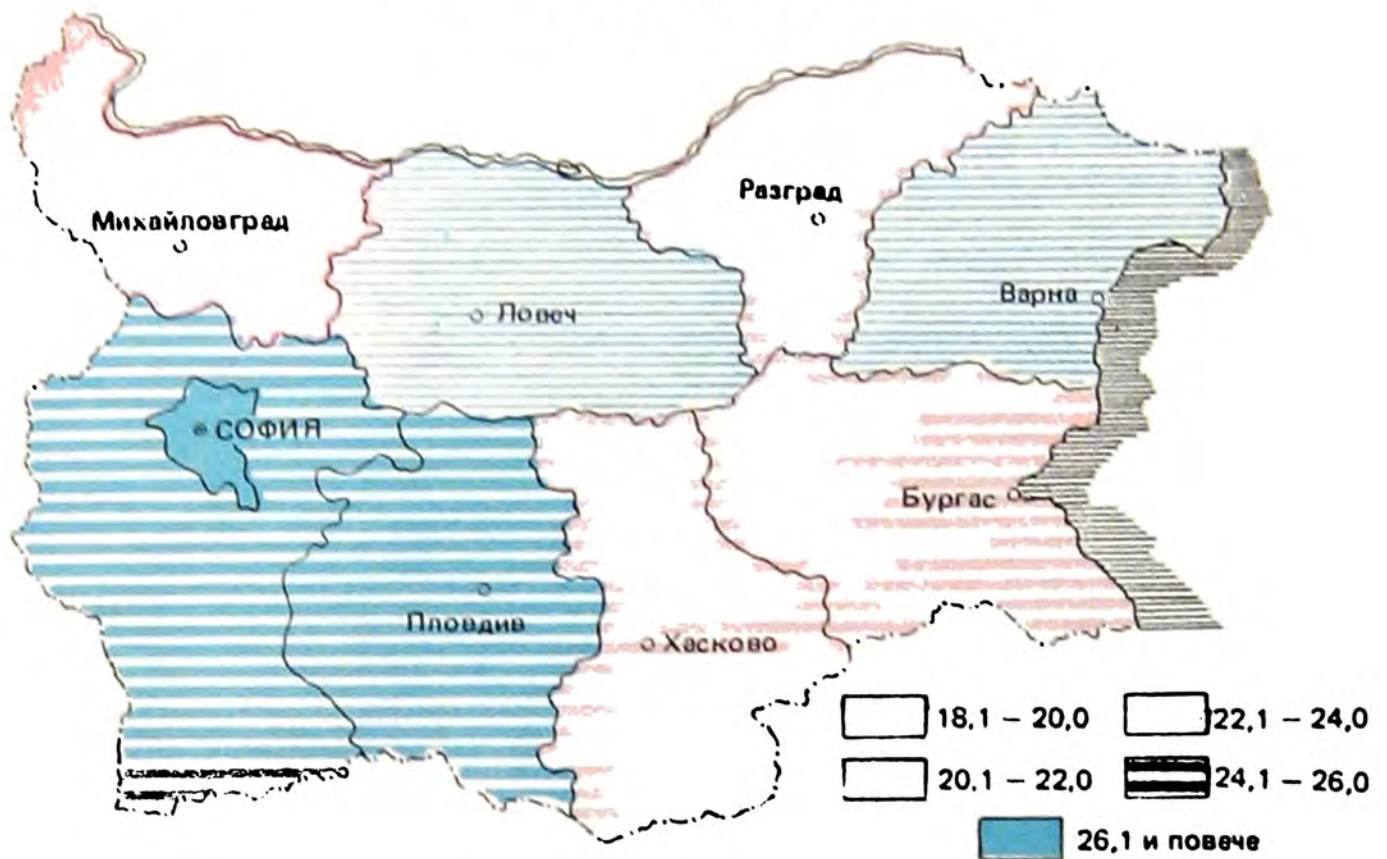 Михайловград
Разград
Ловеч
Варна
СОФИЯ
Бургас
Пловдив
Хасково
18,1 – 20,0
22,1 – 24,0
20,1 – 22,0
24,1 – 26,0
26,1 и повече